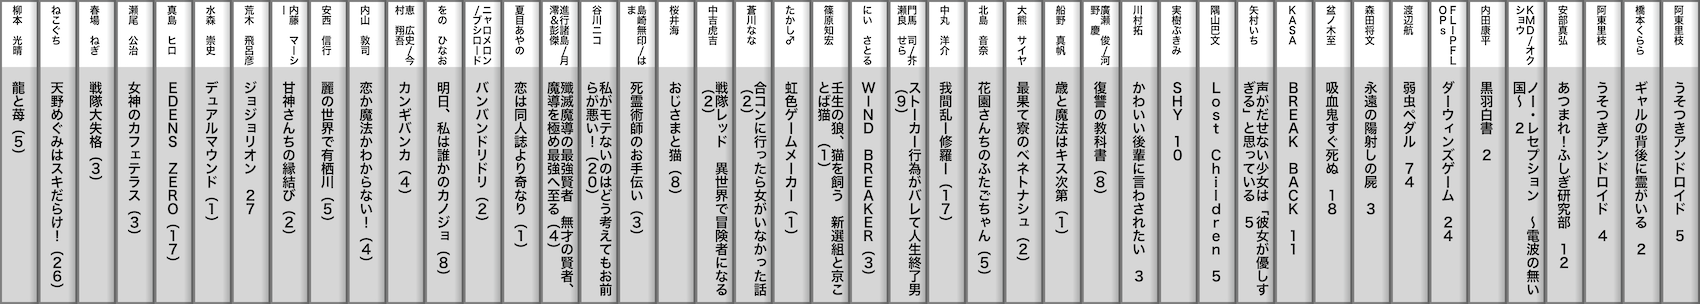 阿東里枝
うそつきアンドロイド 5
橋本くらら
ギャルの背後に霊がいる 2
阿東里枝
うそつきアンドロイド 4
安部真弘
あつまれ!ふしぎ研究部 12
KMD/オク
ショウ
ノー・レセプション ～電波の無い
国～ 2
内田康平
黒羽白書 2
FLIPFL
OPs
ダーウィンズゲーム 24
渡辺航
弱虫ペダル 74
森田将文
永遠の陽射しの屍 3
盆ノ木至
吸血鬼すぐ死ぬ 18
KASA
BREAK BACK 11
矢村いち
声がだせない少女は「彼女が優しす
ぎる」と思っている 5
隅山巴文
Lost Children 5
実樹ぶきみ
SHY 10
川村拓
かわいい後輩に言わされたい 3
廣瀬 俊/河
野 慶
復讐の教科書(8)
船野 真帆
歳と魔法はキス次第(1)
大熊 サイヤ
最果て寮のベネトナシュ(2)
北島 音奈
花園さんちのふたごちゃん(5)
中丸 洋介
我間乱ー修羅ー(17)
門馬 司/芥
瀬良 せら
ストーカー行為がバレて人生終了男
(9)
にい さとる
WIND BREAKER(3)
篠原知宏
壬生の狼、猫を飼う 新選組と京こ
とば猫(1)
たかし♂
虹色ゲームメーカー(1)
蒼川なな
合コンに行ったら女がいなかった話
(2)
中吉虎吉
戦隊レッド 異世界で冒険者になる
(2)
桜井海
おじさまと猫(8)
島崎無印/は
ま
死霊術師のお手伝い(3)
谷川ニコ
私がモテないのはどう考えてもお前
らが悪い!(20)
進行諸島/月
澪&彭傑
殲滅魔導の最強賢者 無才の賢者、
魔導を極め最強へ至る(4)
夏目あやの
恋は同人誌より奇なり(1)
ニャロメロン
/ブシロード
バンバンドリドリ(2)
をの ひなお
明日、私は誰かのカノジョ(8)
恵 広史/今
村 翔吾
カンギバンカ(4)
内山 敦司
恋か魔法かわからない!(4)
安西 信行
麗の世界で有栖川(5)
内藤 マーシ
ー
甘神さんちの縁結び(2)
荒木 飛呂彦
ジョジョリオン 27
水森 崇史
デュアルマウンド(1)
真島 ヒロ
EDENS ZERO(17)
瀬尾 公治
女神のカフェテラス(3)
春場 ねぎ
戦隊大失格(3)
ねこぐち
天野めぐみはスキだらけ!(26)
柳本 光晴
龍と苺(5)